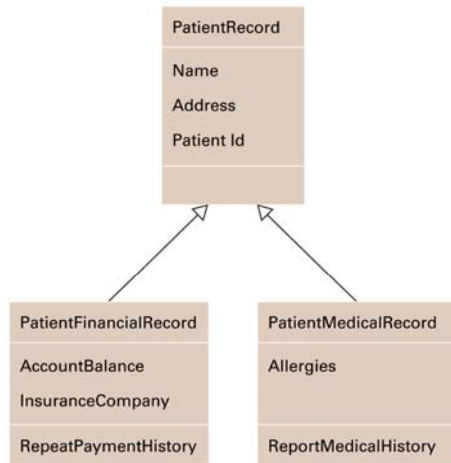 PatientRecord
Name
Address
Patient Id
PatientFinancialRecord
AccountBalance
InsuranceCompany
RepeatPaymentHistory
PatientMedicalRecord
Allergies
ReportMedicalHistory